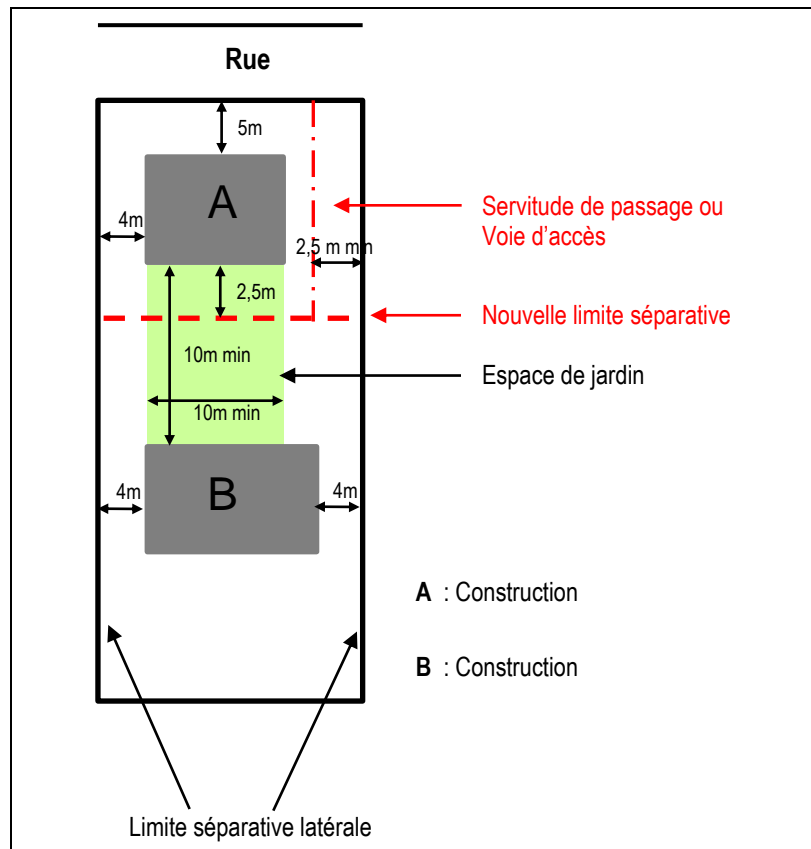 Rue
5m
A
4m
Servitude de passage ou
Voie d'accès
2,5 m min
2,5m
Nouvelle limite séparative
10m min
Espace de jardin
10m min
4m
B
4m
A : Construction
B : Construction
Limite séparative latérale